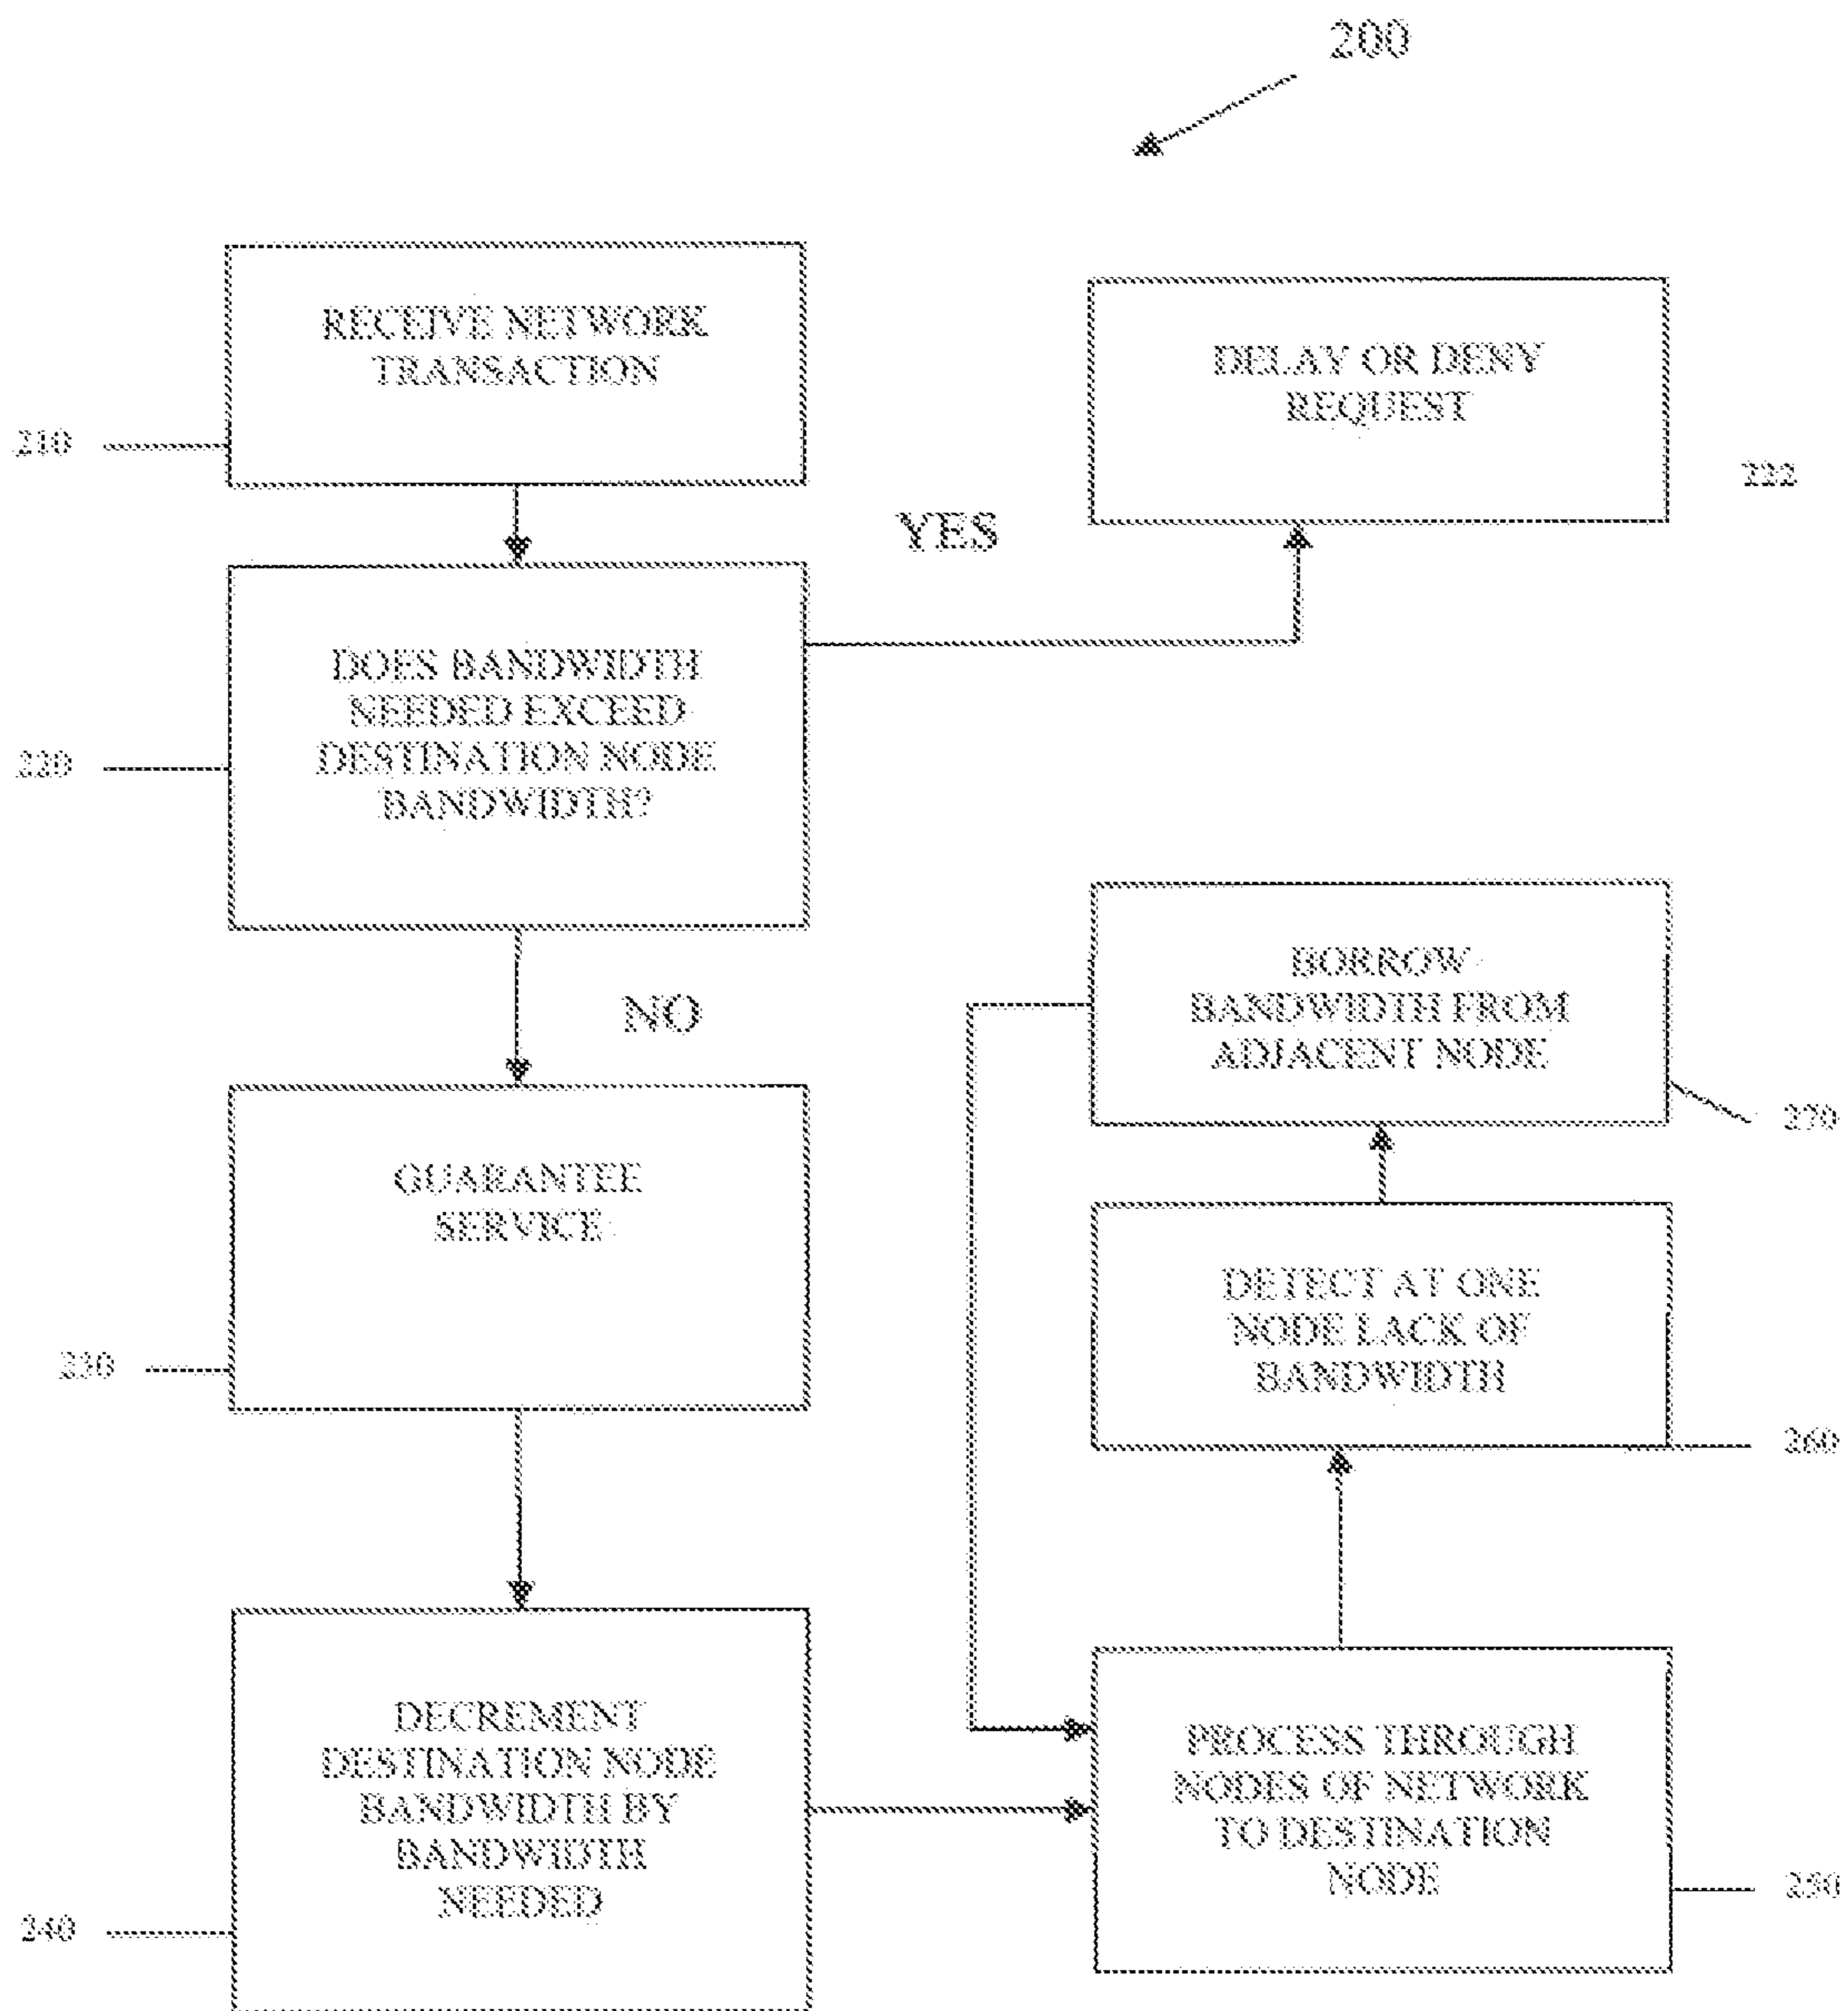 200
RECEIVE NETWORK
TRANSACTION
210
DELAY OR DENY
REQUEST
222
YES
DOES BANDWIDTH
NEEDED EXCEED
DESTINATION NODE
BANDWIDTH?
220
NO
BORROW
BANDWIDTH FROM
ADJACENT NODE
270
GUARANTEE
SERVICE
230
DETECT AT ONE
NODE LACK OF
BANDWIDTH
260
DECREMENT
DESTINATION NODE
BANDWIDTH BY
BANDWIDTH
NEEDED
240
PROCESS THROUGH
NODES OF NETWORK
TO DESTINATION
NODE
250